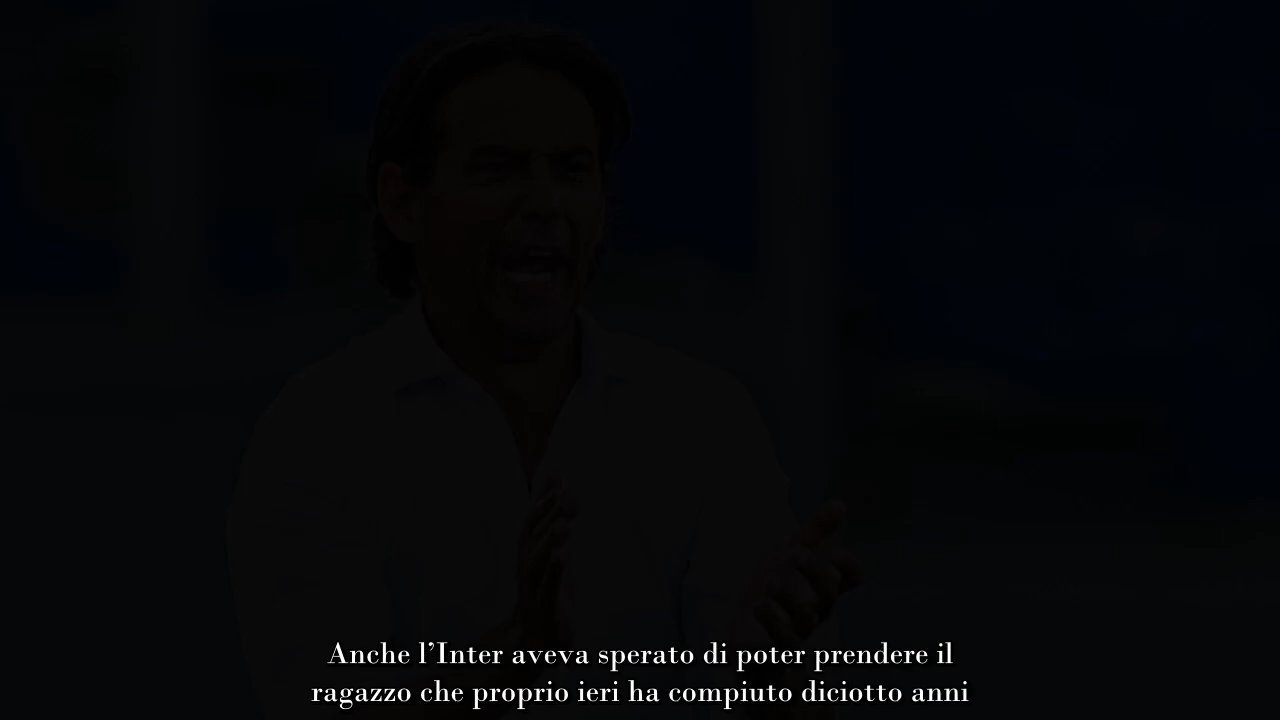 Anche l’Inter aveva sperato di poter prendere il
ragazzo che proprio ieri ha compiuto diciotto anni